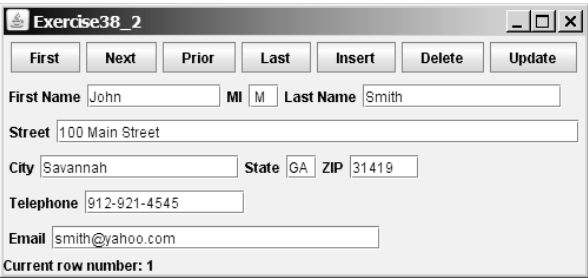 Exercise38_2
First Next Prior Last Insert Delete Update
First Name John MI M Last Name Smith
Street 100 Main Street
City Savannah State GA ZIP 31419
Telephone 912-921-4545
Email smith@yahoo.com
Current row number: 1